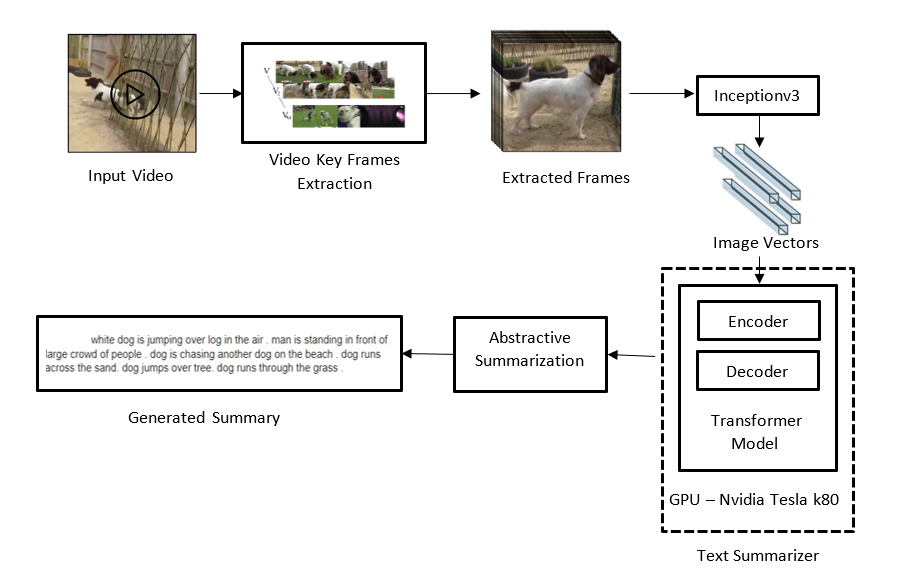 Input Video
V
V
V
Video Key Frames
Extraction
Extracted Frames
Inceptionv3
Image Vectors
Encoder
Decoder
Transformer
Model
GPU – Nvidia Tesla k80
Text Summarizer
Abstractive
Summarization
white dog is jumping over log in the air . man is standing in front of
large crowd of people . dog is chasing another dog on the beach . dog runs
across the sand. dog jumps over tree. dog runs through the grass .
Generated Summary